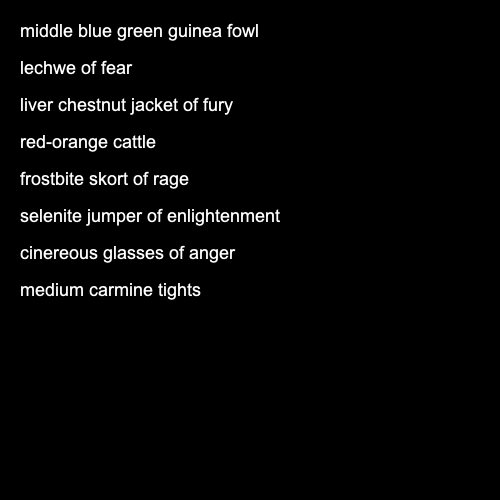 middle blue green guinea fowl
lechwe of fear
liver chestnut jacket of fury
red-orange cattle
frostbite skort of rage
selenite jumper of enlightenment
cinereous glasses of anger
medium carmine tights